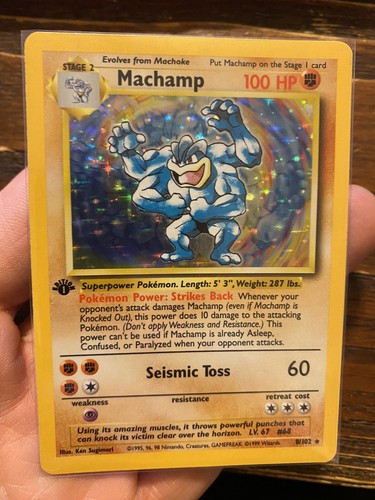 Evolves from Machoke
Put Machamp on the Stage 1 card
STAGE 2
Machamp
100 HP
1
EDITION
Superpower Pokémon. Length: 5' 3", Weight: 287 lbs.
Pokémon Power: Strikes Back Whenever your
opponent's attack damages Machamp (even if Machamp is
Knocked Out), this power does 10 damage to the attacking
Pokémon. (Don't apply Weakness and Resistance.) This
power can't be used if Machamp is already Asleep,
Confused, or Paralyzed when your opponent attacks.
Seismic Toss
60
weakness
resistance
retreat cost
Using its amazing muscles, it throws powerful punches that
can knock its victim clear over the horizon. LV. 67 #68
Illus. Ken Sugimori
©1995, 96, 98 Nintendo, Creatures, GAMEFREAK. ©1999 Wizards.
8/102